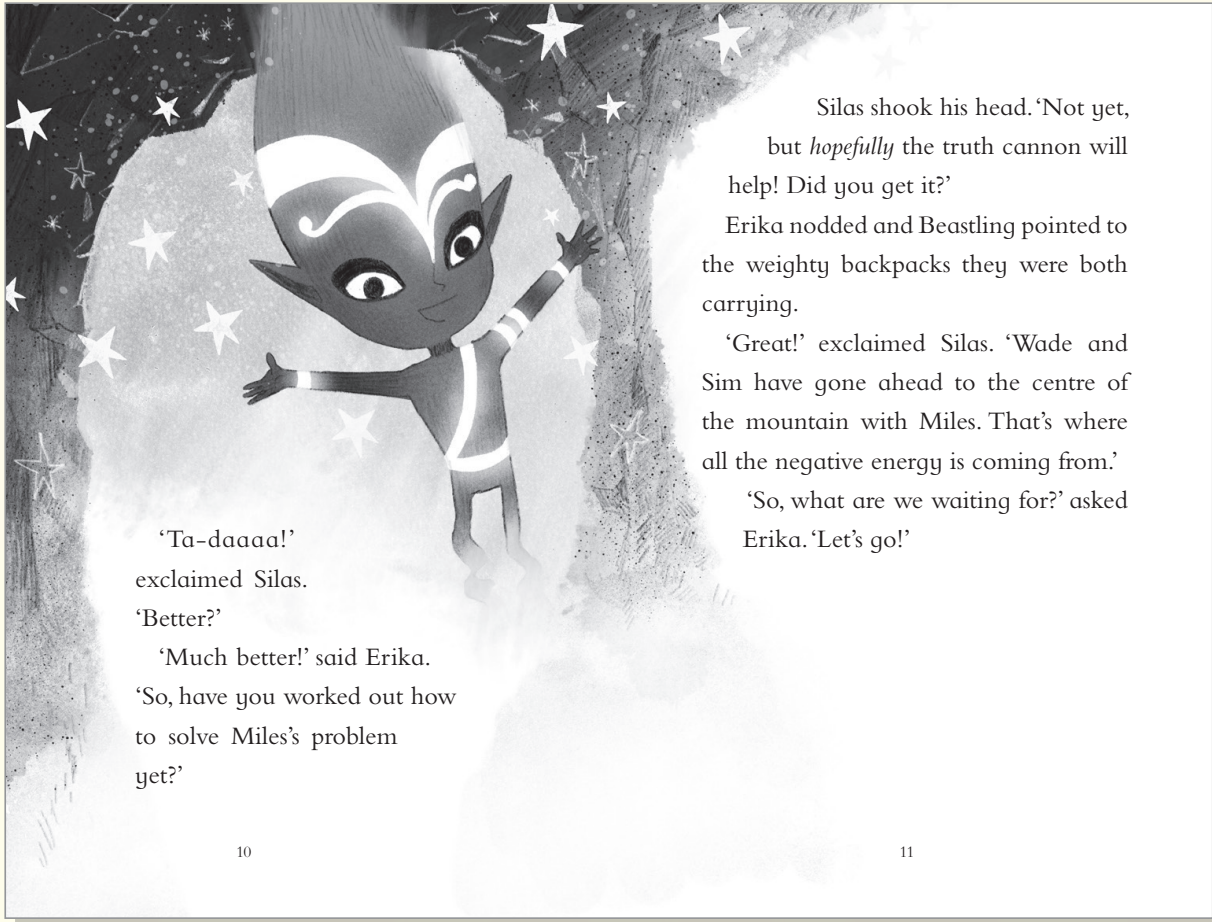 ‘Ta-daaaa!’
exclaimed Silas.
‘Better?’
‘Much better!’ said Erika.
‘So, have you worked out how
to solve Miles’s problem
yet?’
10
Silas shook his head. ‘Not yet,
but hopefully the truth cannon will
help! Did you get it?’
Erika nodded and Beastling pointed to
the weighty backpacks they were both
carrying.
‘Great!’ exclaimed Silas. ‘Wade and
Sim have gone ahead to the centre of
the mountain with Miles. That’s where
all the negative energy is coming from.’
‘So, what are we waiting for?’ asked
Erika. ‘Let’s go!’
11